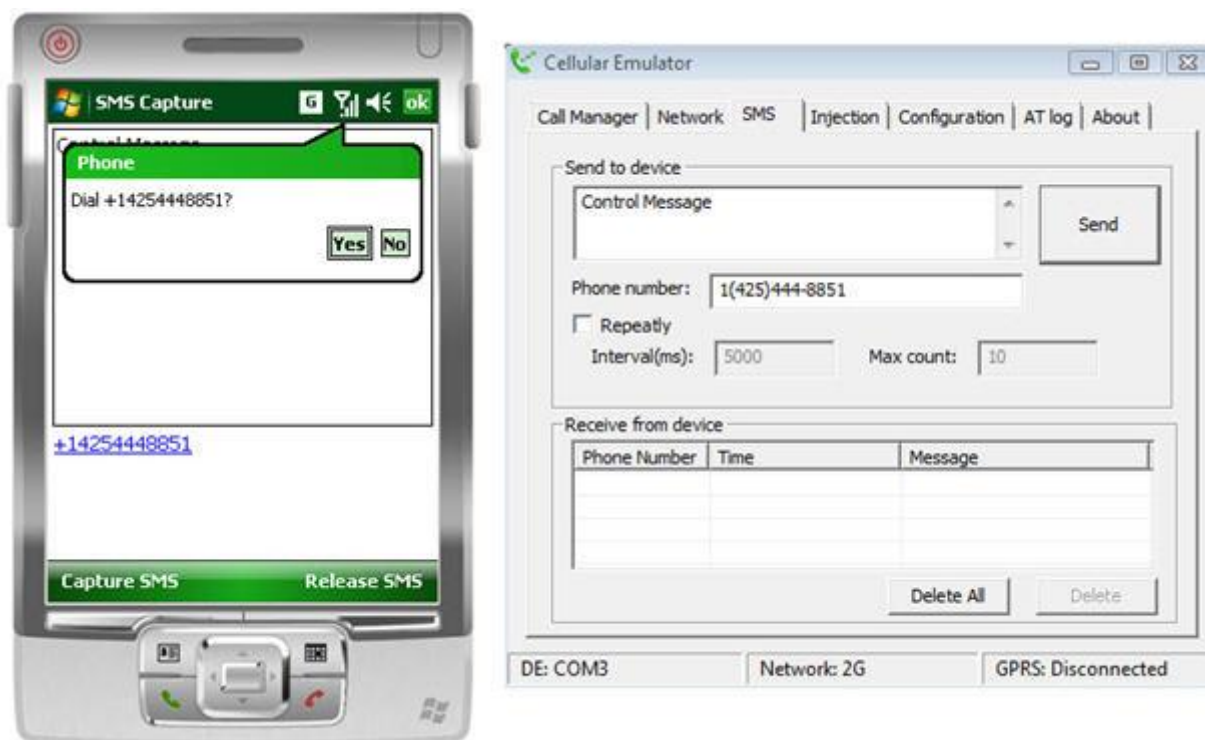 SMS Capture G ok
Control Message
Phone
Dial +14254448851?
Yes No
+14254448851
Capture SMS Release SMS
Cellular Emulator
Call Manager Network SMS Injection Configuration AT log About
Send to device
Control Message
Send
Phone number: 1(425)444-8851
Repeatly
Interval(ms): 5000 Max count: 10
Receive from device
Phone Number Time Message
Delete All Delete
DE: COM3 Network: 2G GPRS: Disconnected